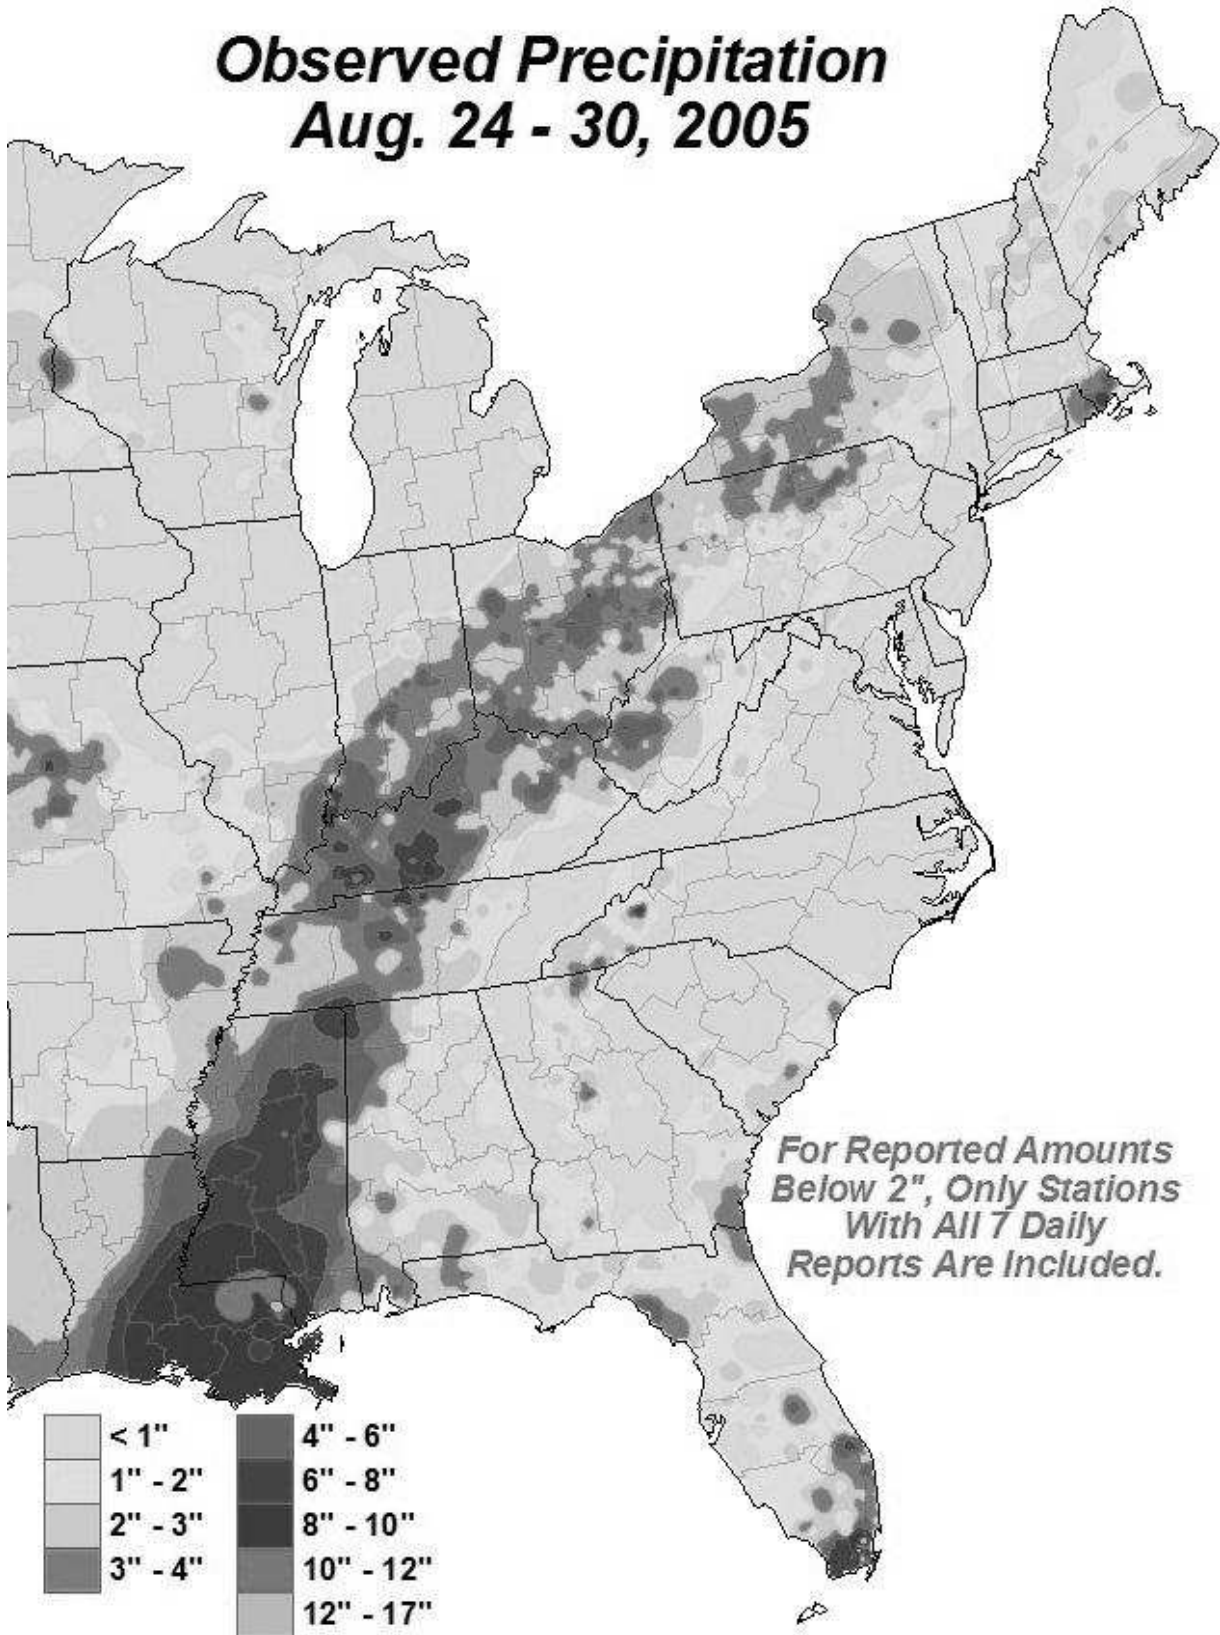 Observed Precipitation
Aug. 24 - 30, 2005
For Reported Amounts
Below 2", Only Stations
With All 7 Daily
Reports Are Included.
< 1"
1" - 2"
2" - 3"
3" - 4"
4" - 6"
6" - 8"
8" - 10"
10" - 12"
12" - 17"